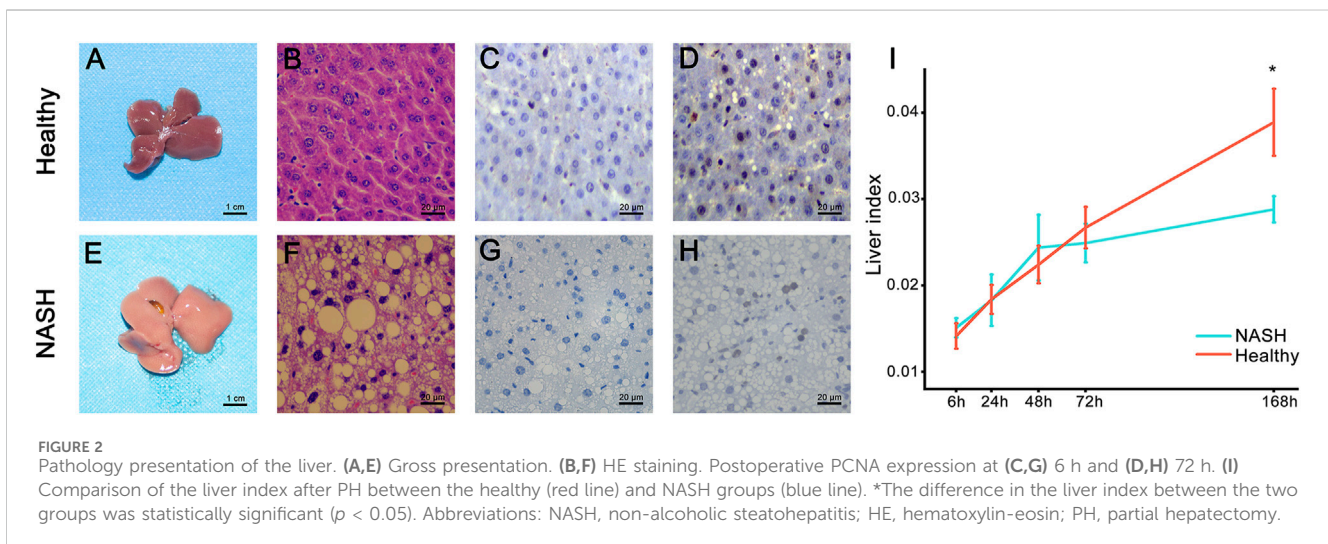 Healthy
A
1 cm
B
20 µm
C
20 µm
D
20 µm
NASH
E
1 cm
F
20 µm
G
20 µm
H
20 µm
I
*
Liver index
0.04
0.03
0.02
0.01
NASH
Healthy
6h 24h 48h 72h 168h
FIGURE 2
Pathology presentation of the liver. (A,E) Gross presentation. (B,F) HE staining. Postoperative PCNA expression at (C,G) 6 h and (D,H) 72 h. (I)
Comparison of the liver index after PH between the healthy (red line) and NASH groups (blue line). *The difference in the liver index between the two
groups was statistically significant (p < 0.05). Abbreviations: NASH, non-alcoholic steatohepatitis; HE, hematoxylin-eosin; PH, partial hepatectomy.